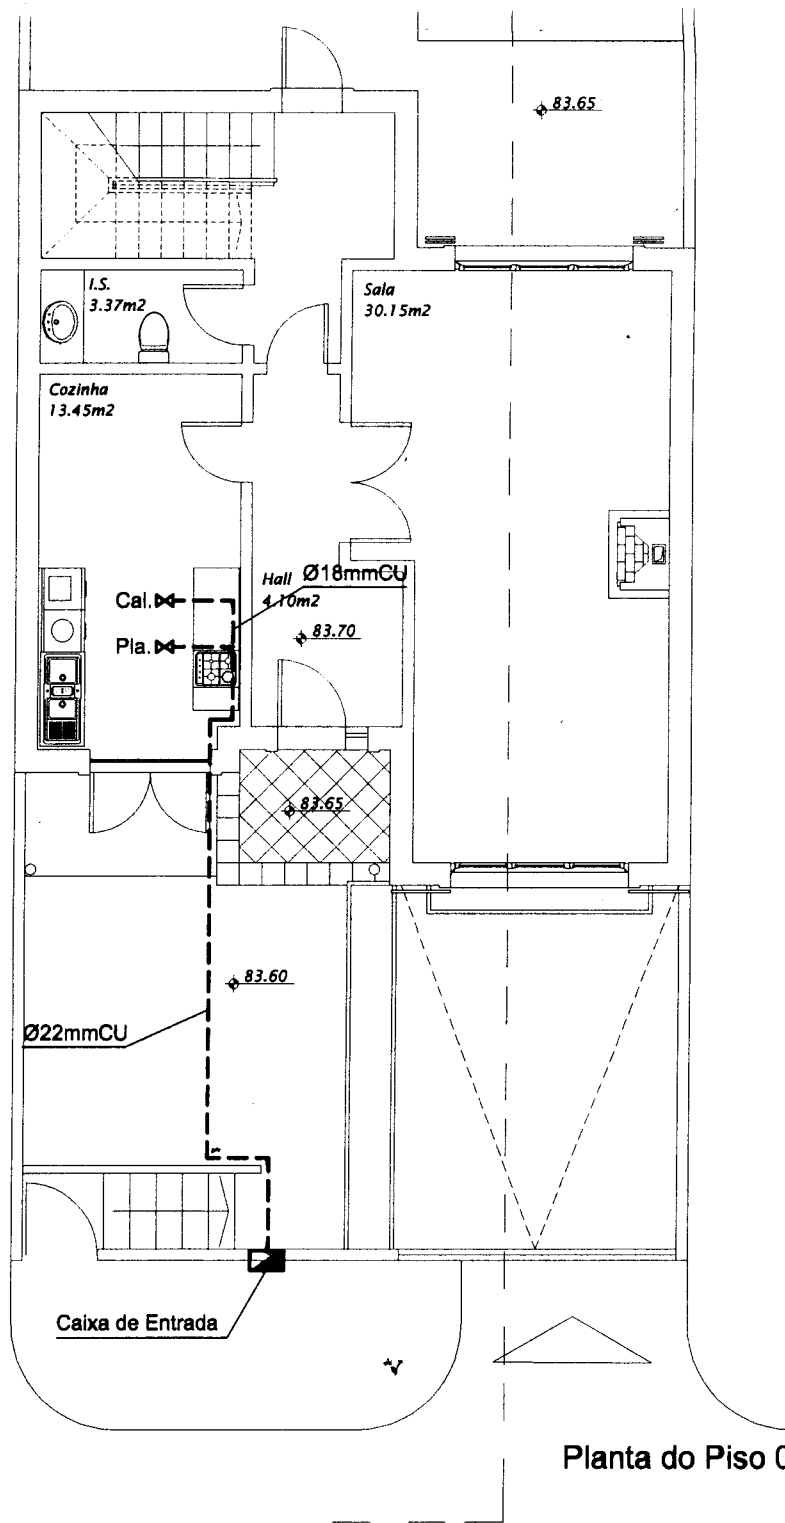 83.65
I.S.
3.37m2
Sala
30.15m2
Cozinha
13.45m2
Hall
4.10m2
Ø18mmCU
Cal.
Pla.
83.70
83.65
83.60
Ø22mmCU
Caixa de Entrada
Planta do Piso 0